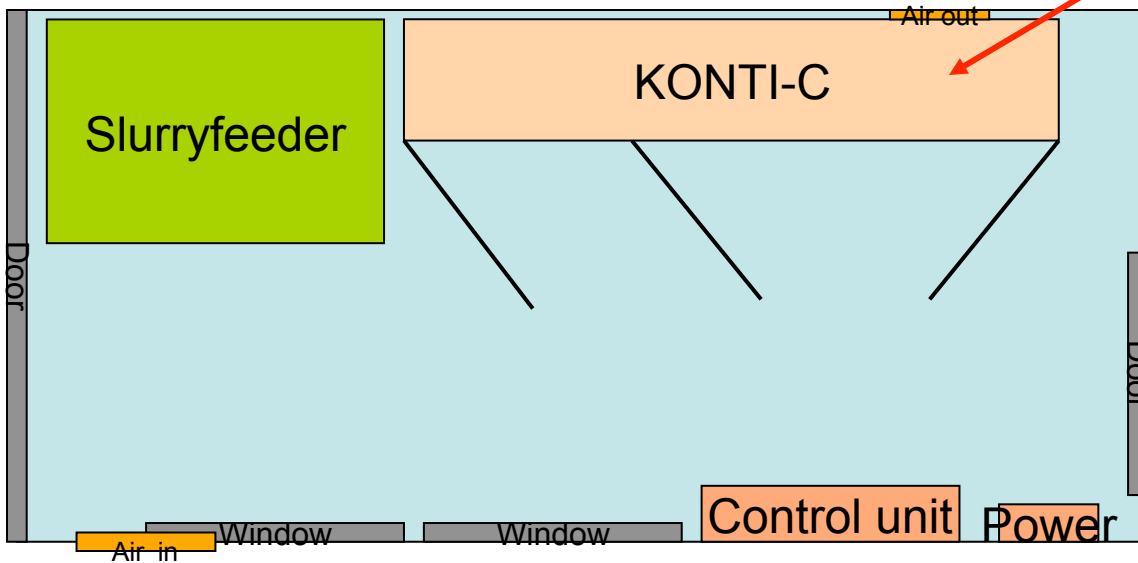 Air out
KONTI-C
Slurryfeeder
Door
Door
Control unit
Power
Window
Window
Air in